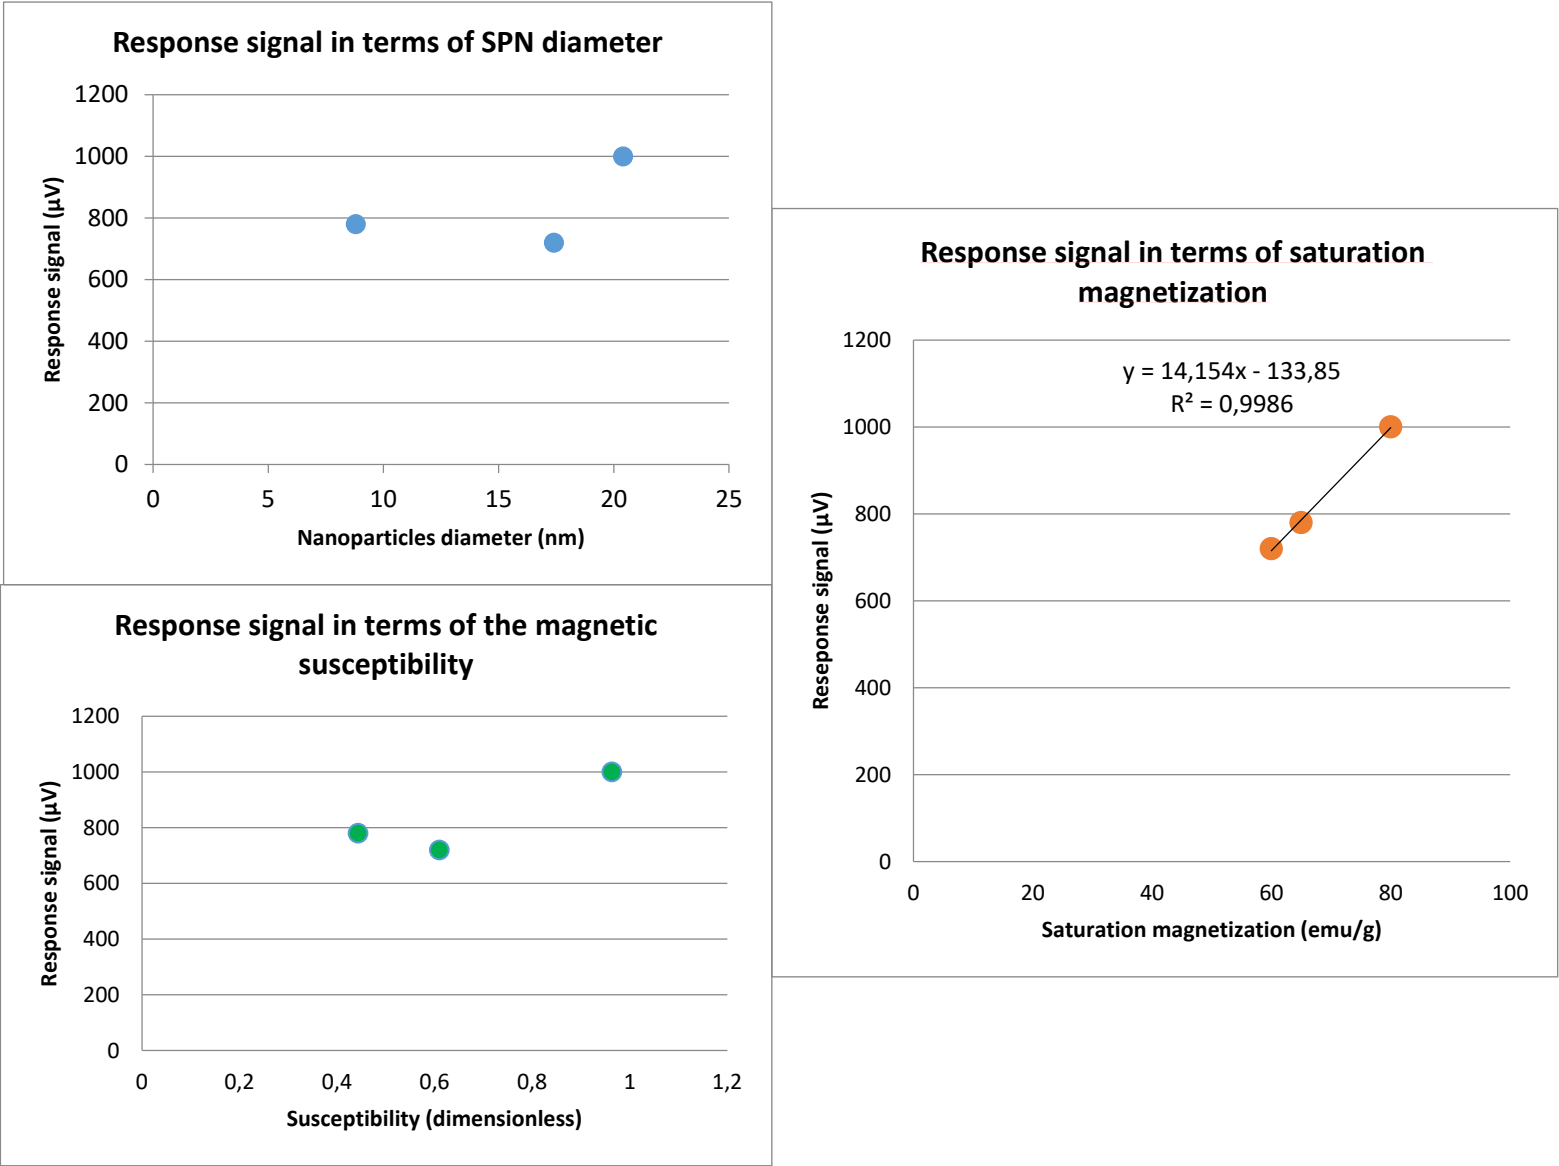 Response signal in terms of SPN diameter
1200
1000
800
600
400
200
0
0 5 10 15 20 25
Response signal (µV)
Nanoparticles diameter (nm)
Response signal in terms of the magnetic
susceptibility
1200
1000
800
600
400
200
0
0 0,2 0,4 0,6 0,8 1 1,2
Response signal (µV)
Susceptibility (dimensionless)
Response signal in terms of saturation
magnetization
y = 14,154x - 133,85
R² = 0,9986
1200
1000
800
600
400
200
0
0 20 40 60 80 100
Reseponse signal (µV)
Saturation magnetization (emu/g)